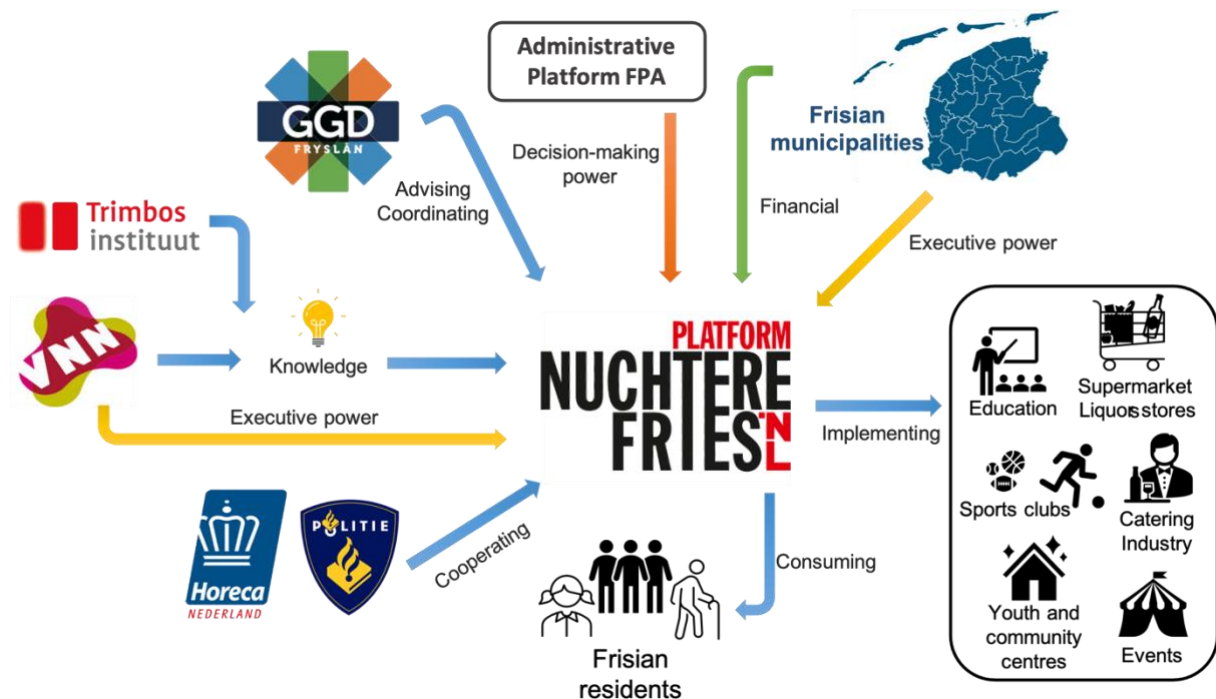 Administrative
Platform FPA
GGD
FRYSLÂN
Frisian
municipalities
Decision-making
power
Advising
Coordinating
Financial
Executive power
Trimbos
instituut
VNN
Knowledge
Executive power
PLATFORM
NUCHTERE
FRIES.NL
Implementing
Education
Supermarket
Liquorsstores
Sports clubs
Catering
Industry
Youth and
community
centres
Events
Horeca
NEDERLAND
POLITIE
Cooperating
Consuming
Frisian
residents